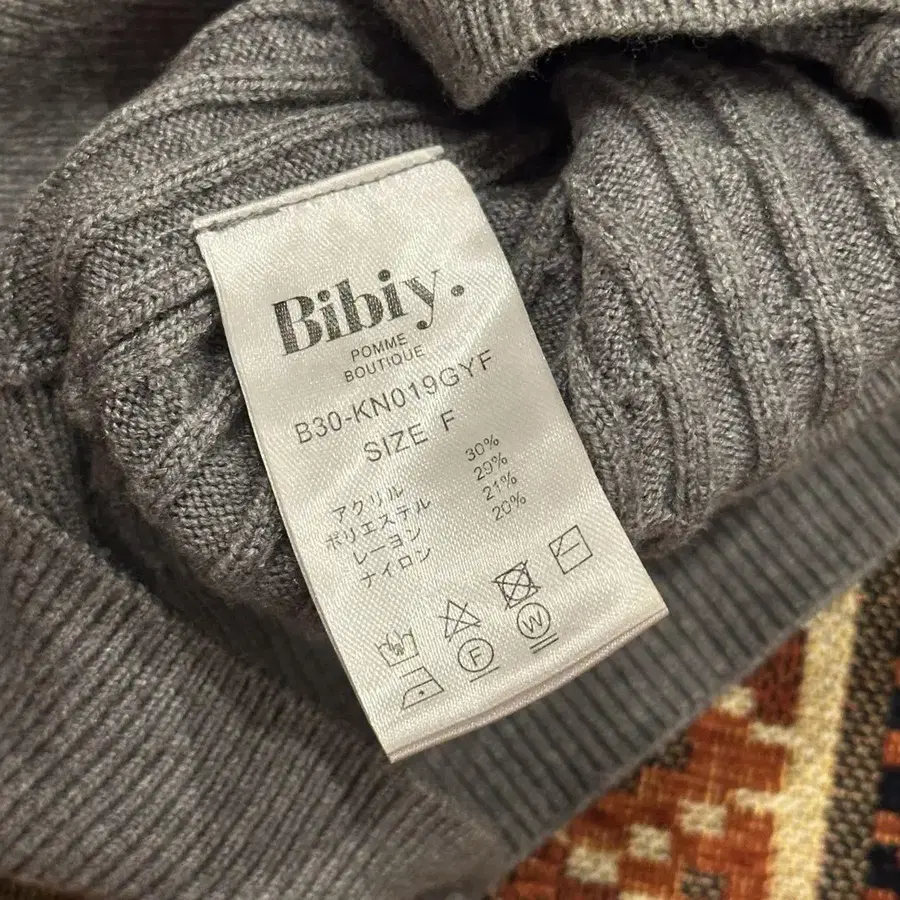 Bibiy.
POMME
BOUTIQUE
B30-KN019GYF
SIZE F
アクリル 30%
ポリエステル 29%
レーヨン 21%
ナイロン 20%
F W